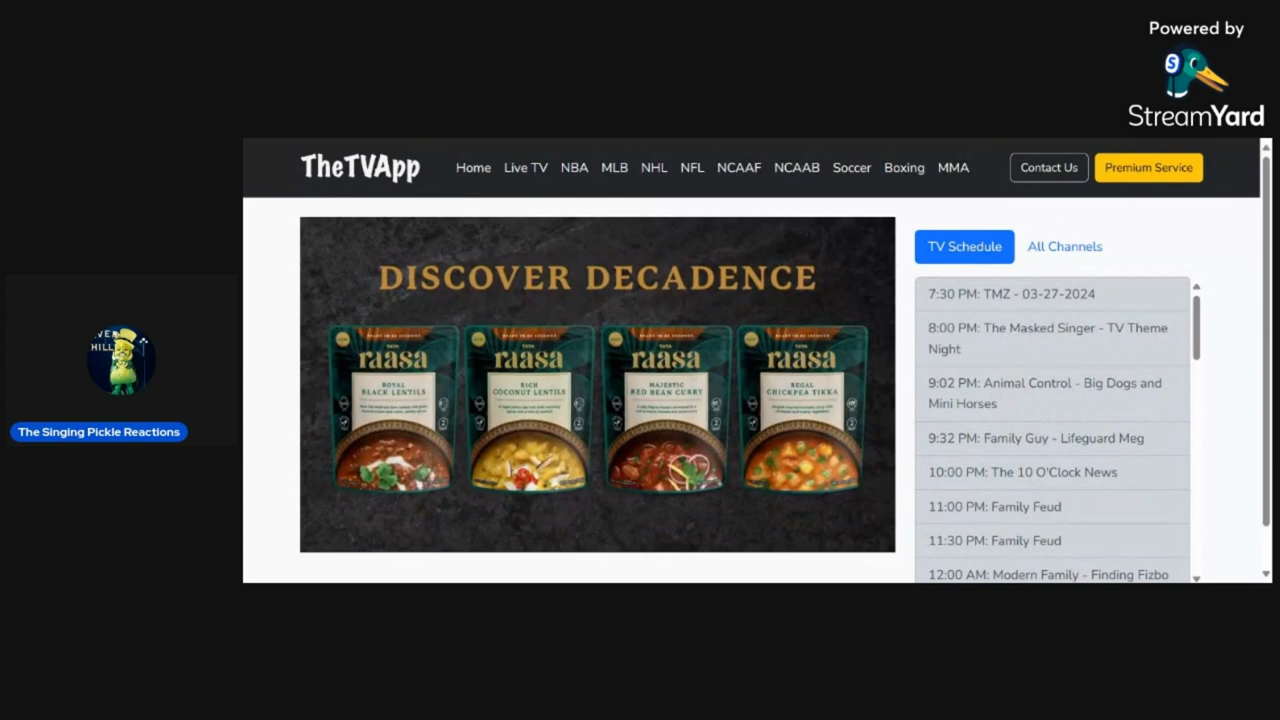 Powered by
StreamYard
TheTVApp
Home Live TV NBA MLB NHL NFL NCAAF NCAAB Soccer Boxing MMA
Contact Us
Premium Service
DISCOVER DECADENCE
TATA
raasa
ROYAL
BLACK LENTILS
TATA
raasa
RICH
COCONUT LENTILS
TATA
raasa
MAJESTIC
RED BEAN CURRY
TATA
raasa
REGAL
CHICKPEA TIKKA
TV Schedule
All Channels
7:30 PM: TMZ - 03-27-2024
8:00 PM: The Masked Singer - TV Theme
Night
9:02 PM: Animal Control - Big Dogs and
Mini Horses
9:32 PM: Family Guy - Lifeguard Meg
10:00 PM: The 10 O'Clock News
11:00 PM: Family Feud
11:30 PM: Family Feud
12:00 AM: Modern Family - Finding Fizbo
HILL
The Singing Pickle Reactions